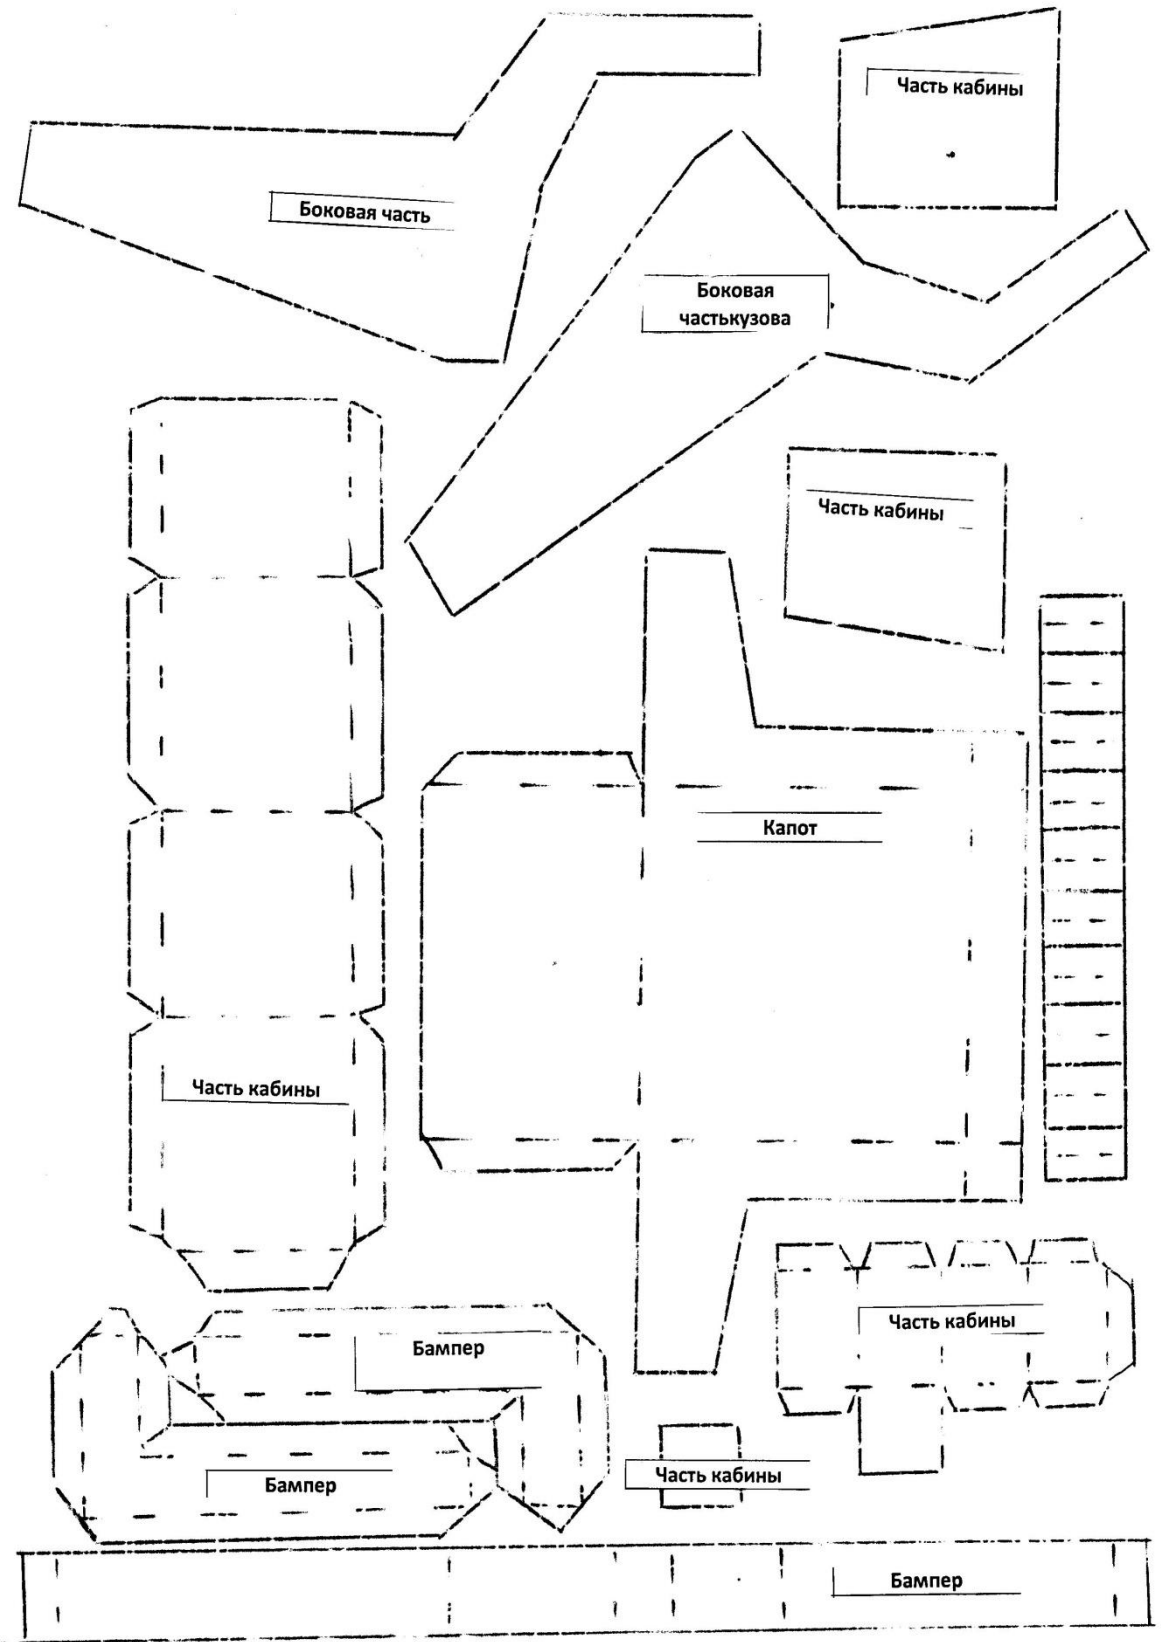 Часть кабины
Боковая часть
Боковая
частькузова
Часть кабины
Капот
Часть кабины
Часть кабины
Бампер
Бампер
Часть кабины
Бампер